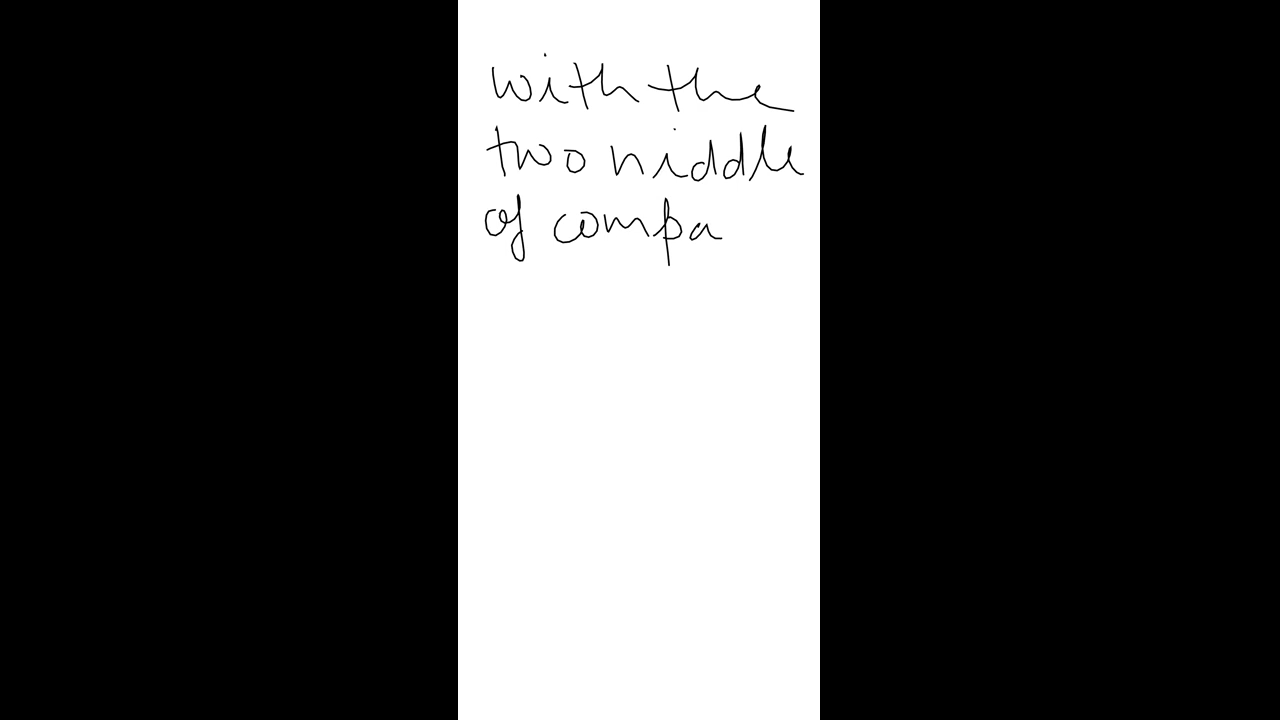 with the
two niddle
of compa